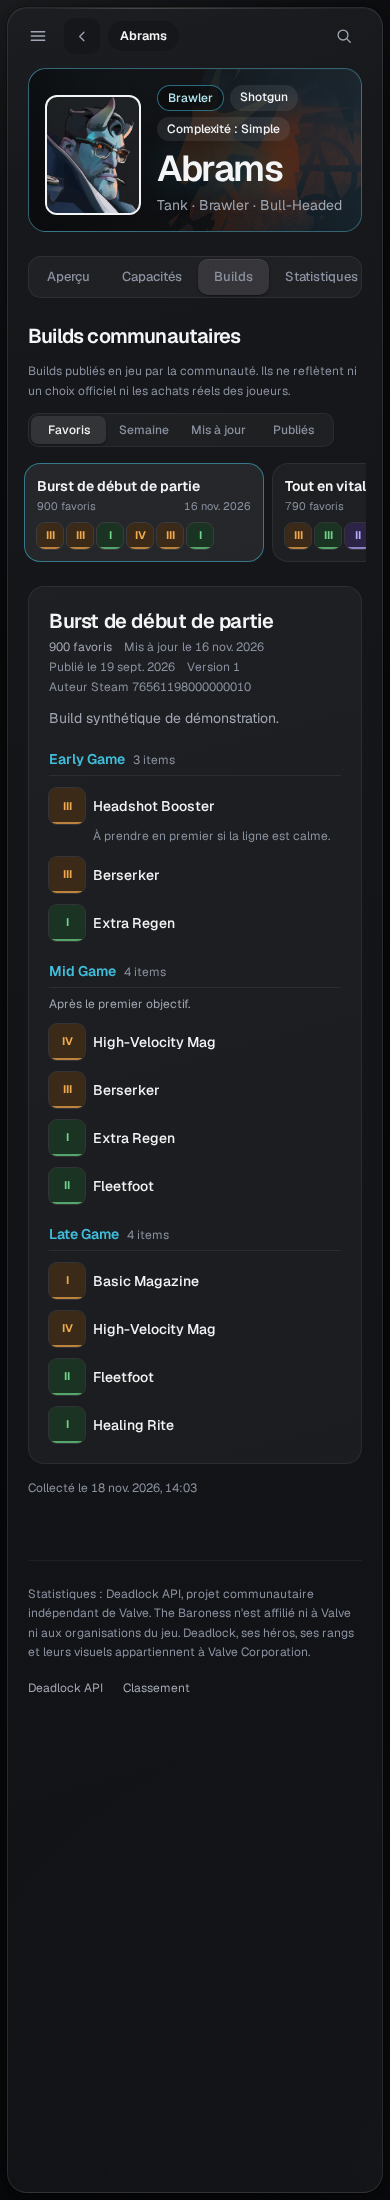 Abrams
Brawler Shotgun
Complexité : Simple
Abrams
Tank · Brawler · Bull-Headed
Aperçu Capacités Builds Statistiques
Builds communautaires
Builds publiés en jeu par la communauté. Ils ne reflètent ni
un choix officiel ni les achats réels des joueurs.
Favoris Semaine Mis à jour Publiés
Burst de début de partie
900 favoris 16 nov. 2026
III III I IV III I
Tout en vital
790 favoris
III III II
Burst de début de partie
900 favoris Mis à jour le 16 nov. 2026
Publié le 19 sept. 2026 Version 1
Auteur Steam 76561198000000010
Build synthétique de démonstration.
Early Game 3 items
III Headshot Booster
À prendre en premier si la ligne est calme.
III Berserker
I Extra Regen
Mid Game 4 items
Après le premier objectif.
IV High-Velocity Mag
III Berserker
I Extra Regen
II Fleetfoot
Late Game 4 items
I Basic Magazine
IV High-Velocity Mag
II Fleetfoot
I Healing Rite
Collecté le 18 nov. 2026, 14:03
Statistiques : Deadlock API, projet communautaire
indépendant de Valve. The Baroness n'est affilié ni à Valve
ni aux organisations du jeu. Deadlock, ses héros, ses rangs
et leurs visuels appartiennent à Valve Corporation.
Deadlock API Classement